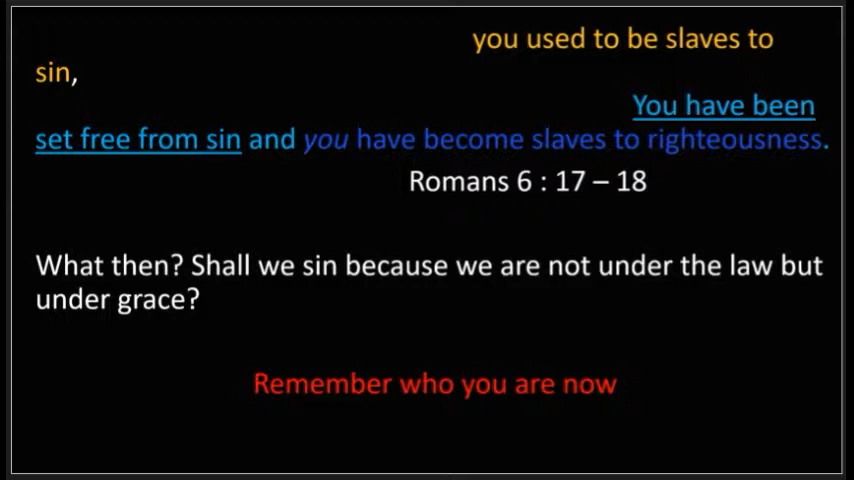 you used to be slaves to
sin,
You have been
set free from sin and you have become slaves to righteousness.
Romans 6 : 17 – 18
What then? Shall we sin because we are not under the law but
under grace?
Remember who you are now